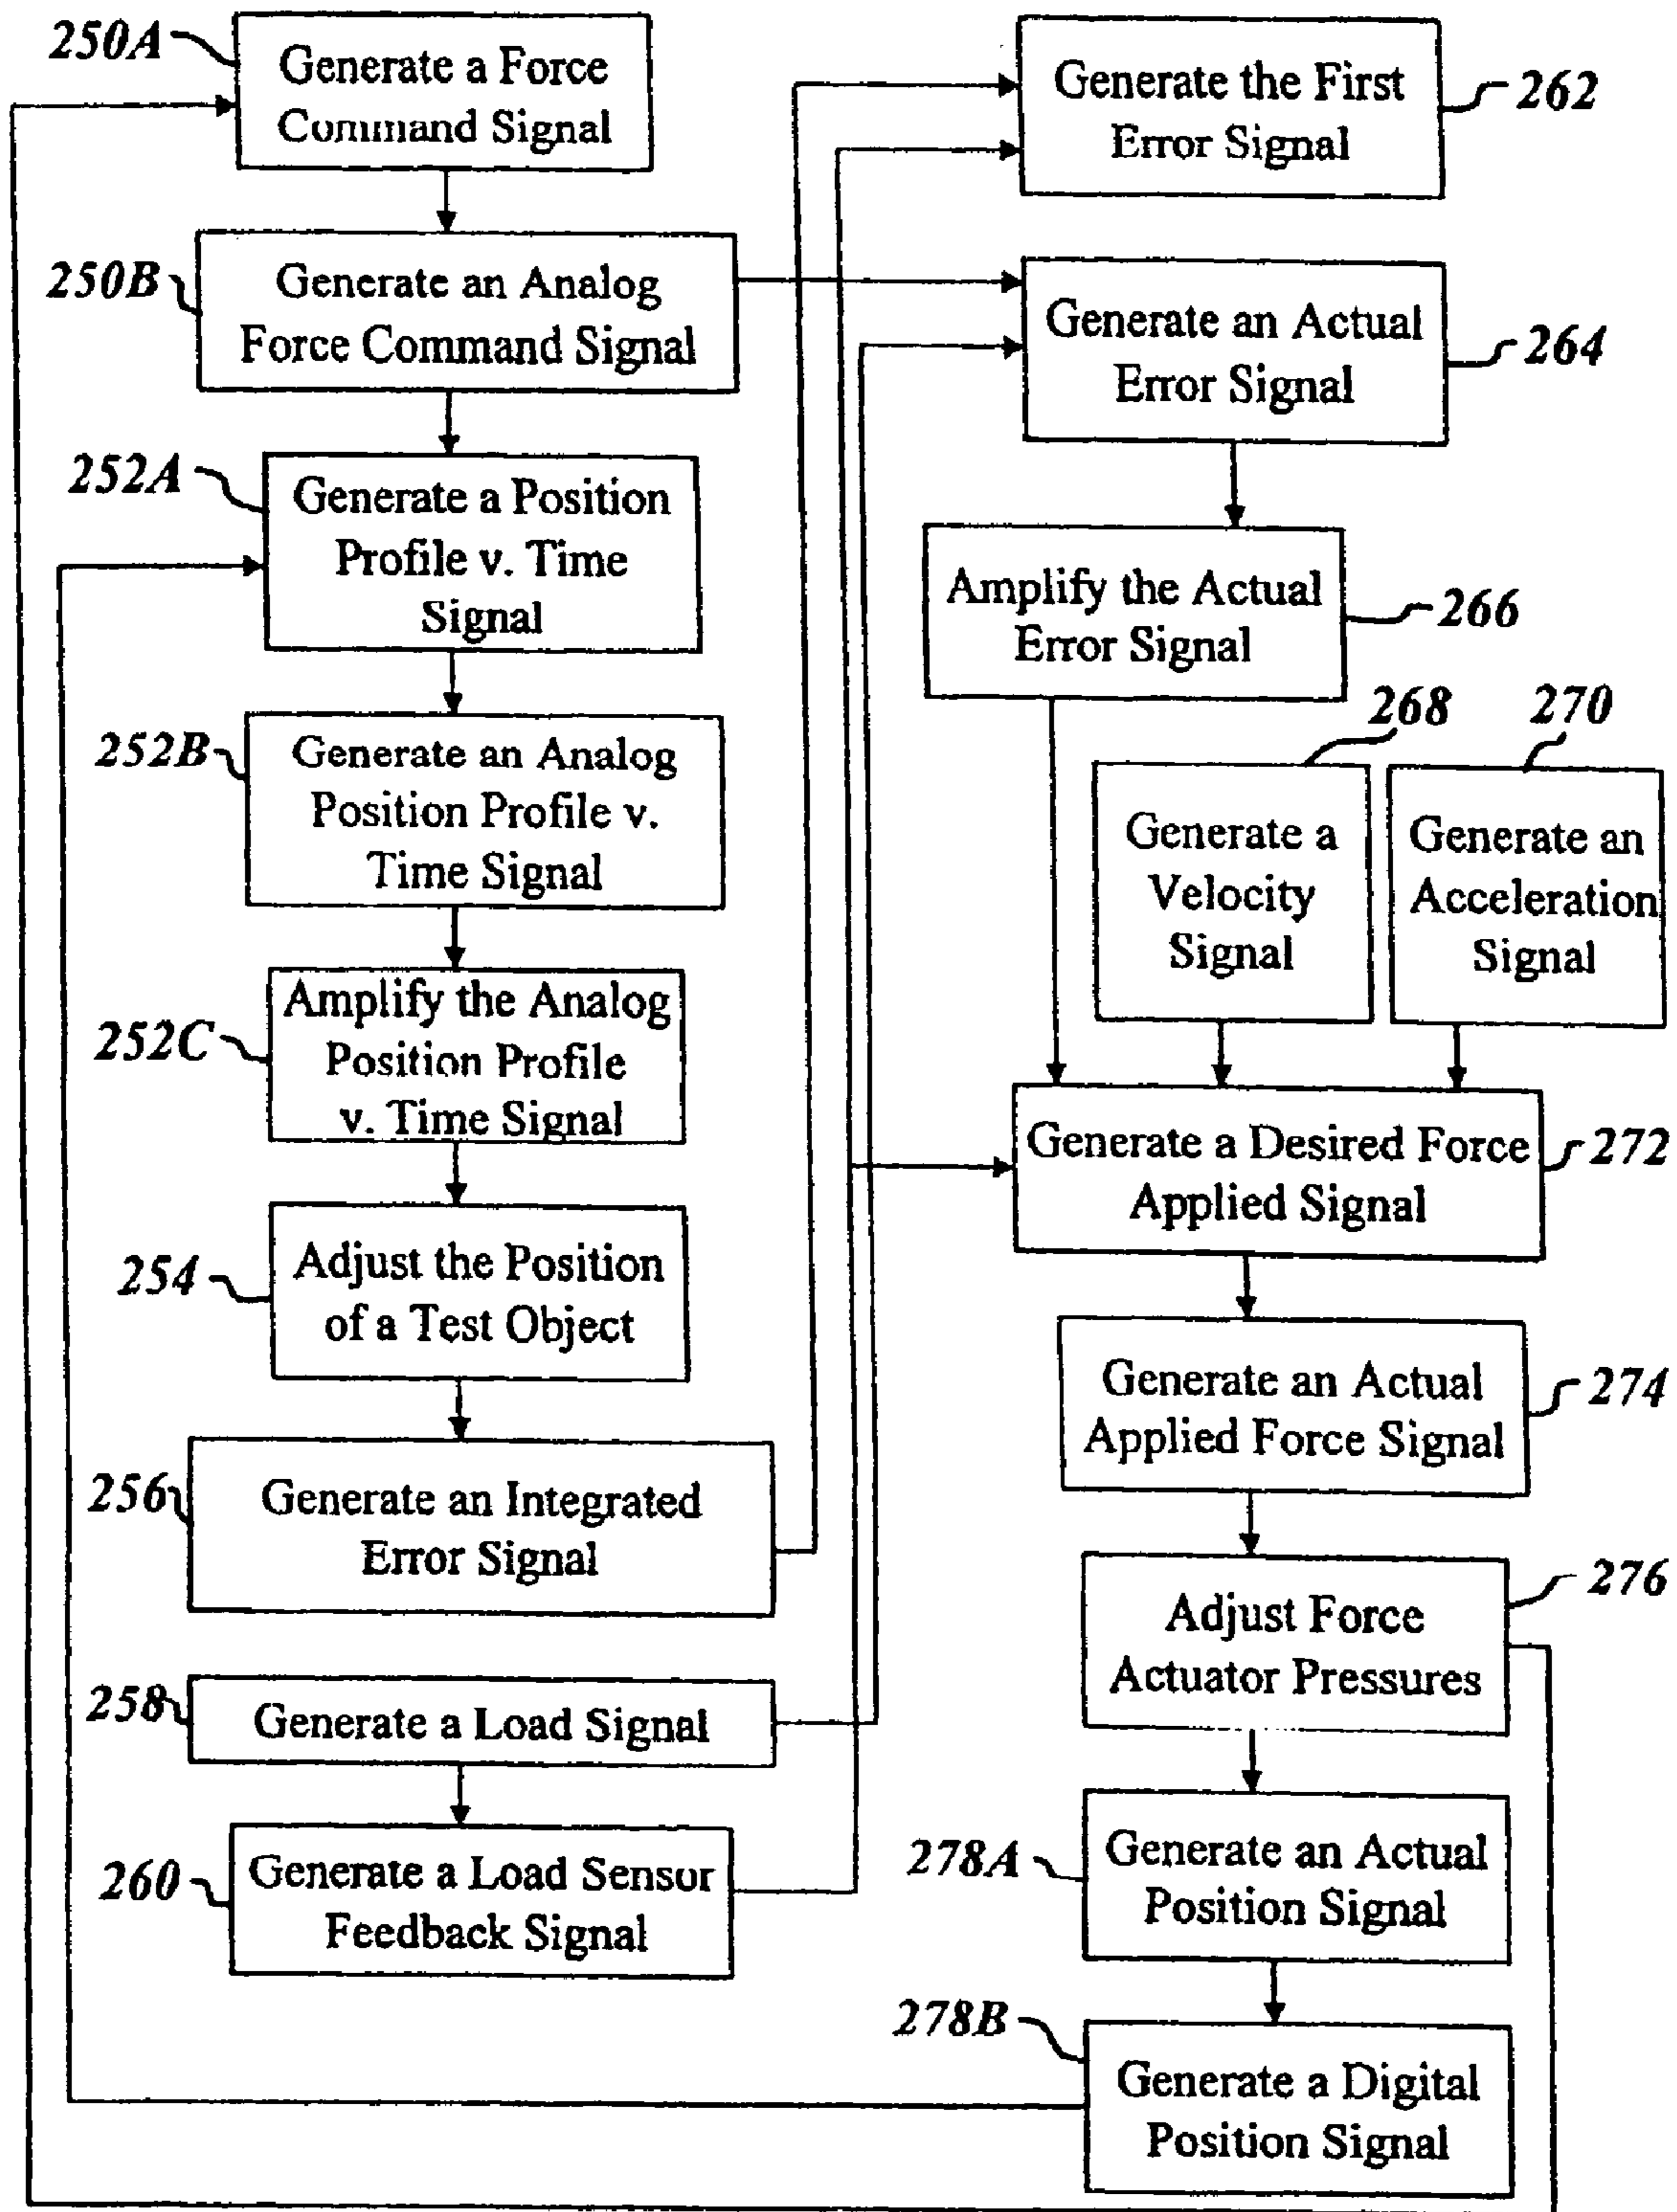 250A
Generate a Force
Command Signal
250B
Generate an Analog
Force Command Signal
252A
Generate a Position
Profile v. Time
Signal
252B
Generate an Analog
Position Profile v.
Time Signal
252C
Amplify the Analog
Position Profile
v. Time Signal
254
Adjust the Position
of a Test Object
256
Generate an Integrated
Error Signal
258
Generate a Load Signal
260
Generate a Load Sensor
Feedback Signal
Generate the First
Error Signal
262
Generate an Actual
Error Signal
264
Amplify the Actual
Error Signal
266
268
Generate a
Velocity
Signal
270
Generate an
Acceleration
Signal
Generate a Desired Force
Applied Signal
272
Generate an Actual
Applied Force Signal
274
Adjust Force
Actuator Pressures
276
278A
Generate an Actual
Position Signal
278B
Generate a Digital
Position Signal